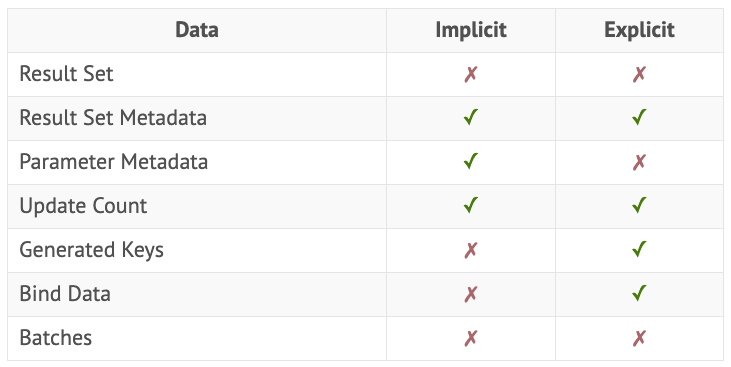 Data Implicit Explicit
Result Set ✗ ✗
Result Set Metadata ✓ ✓
Parameter Metadata ✓ ✗
Update Count ✓ ✓
Generated Keys ✗ ✓
Bind Data ✗ ✓
Batches ✗ ✗